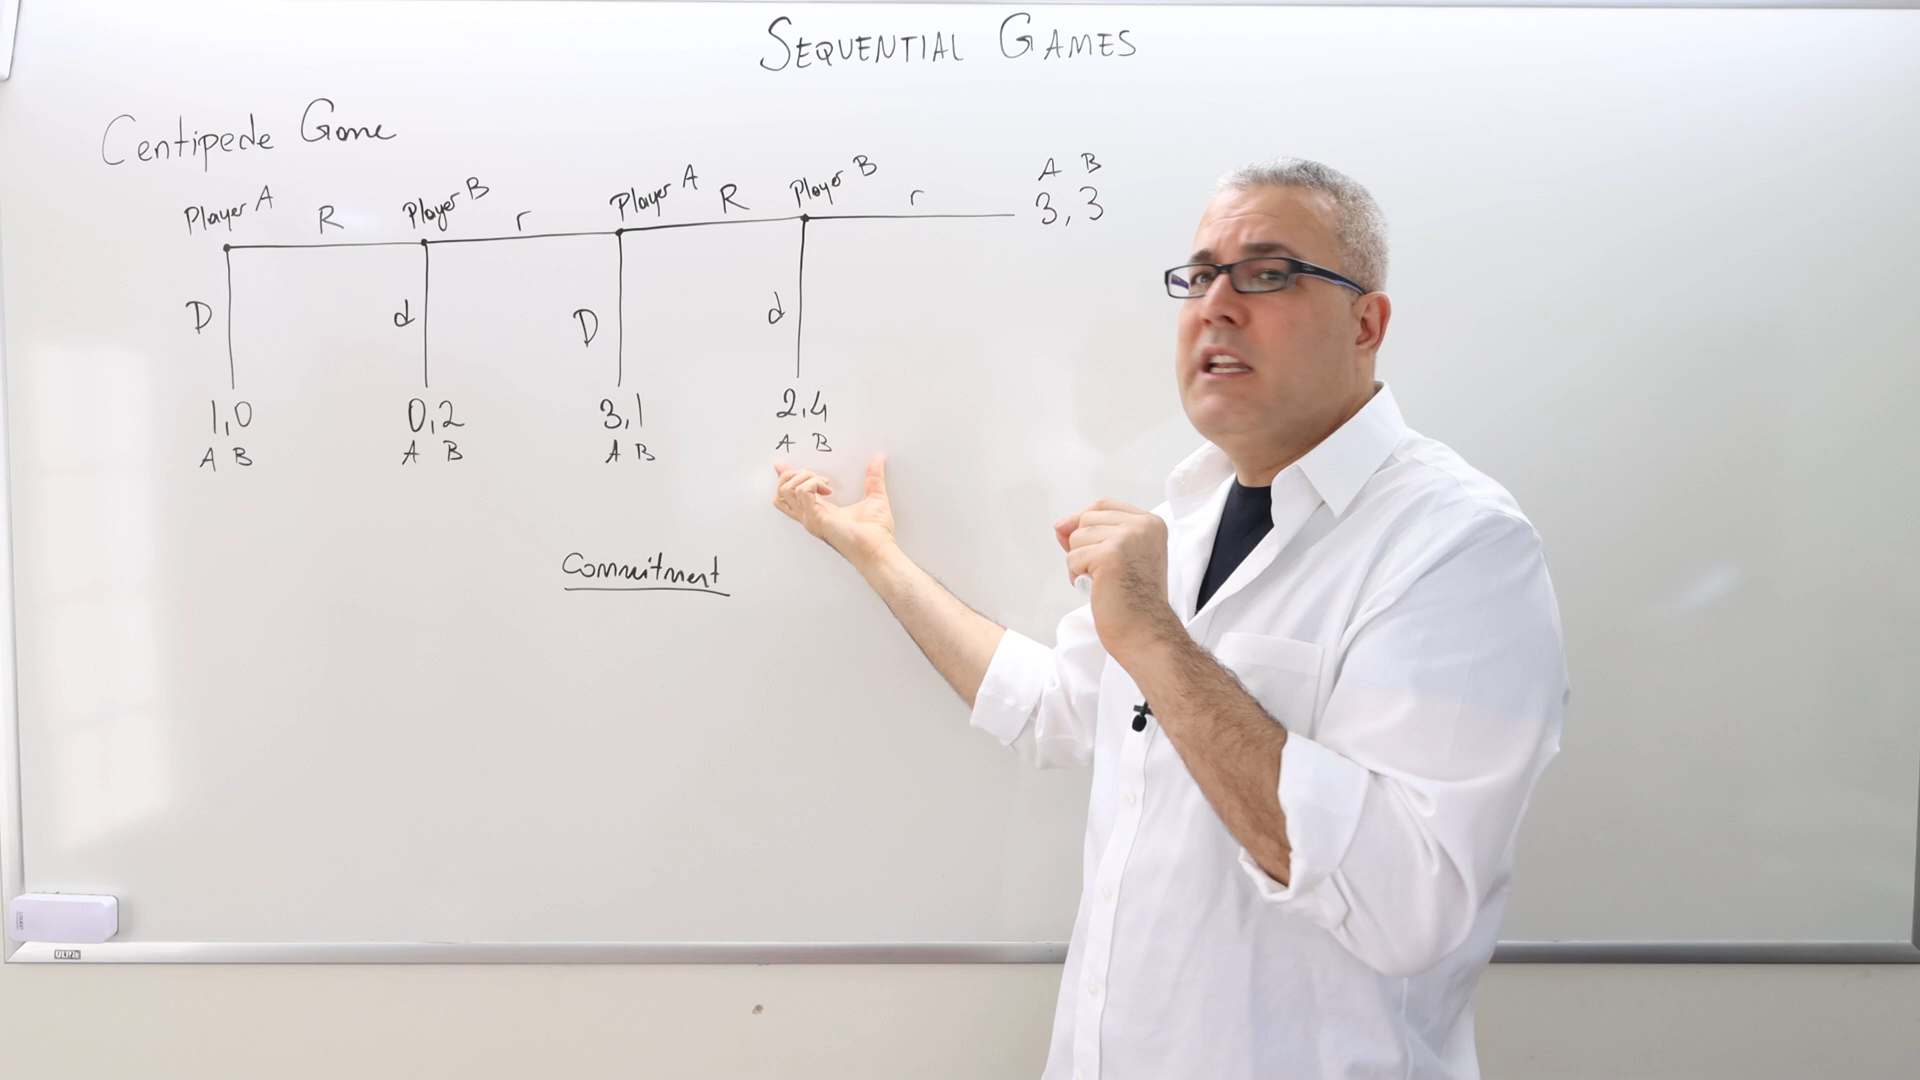 SEQUENTIAL GAMES
Centipede Game
Player A R Player B r Player A R Player B r A B
3, 3
D d D d
1,0 0,2 3,1 2,4
A B A B A B A B
Commitment
ULINE